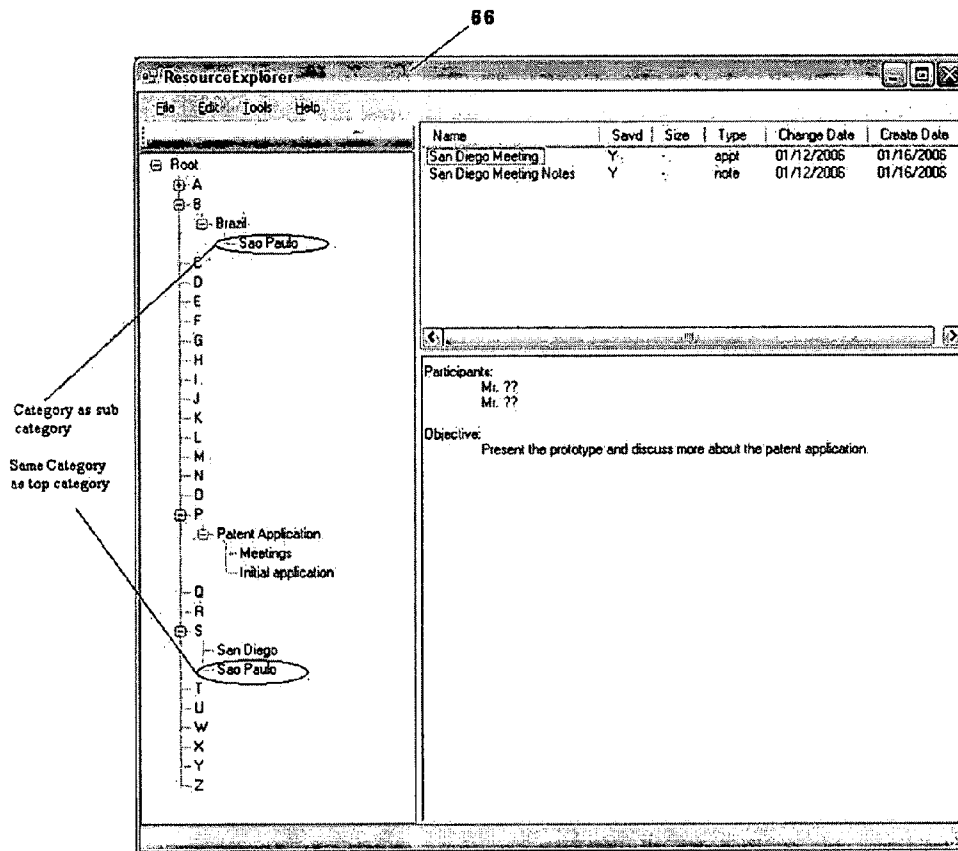 66
ResourceExplorer
File Edit Tools Help
Name Savd Size Type Change Date Create Date
San Diego Meeting Y appt 01/12/2006 01/16/2006
San Diego Meeting Notes Y note 01/12/2006 01/16/2006
Root
A
B
Brazil
Sao Paulo
C
D
E
F
G
H
I
J
K
L
M
N
O
P
Patent Application
Meetings
Initial application
Q
R
S
San Diego
Sao Paulo
T
U
W
X
Y
Z
Category as sub
category
Same Category
as top category
Participants:
Mr. ??
Mr. ??
Objective:
Present the prototype and discuss more about the patent application.